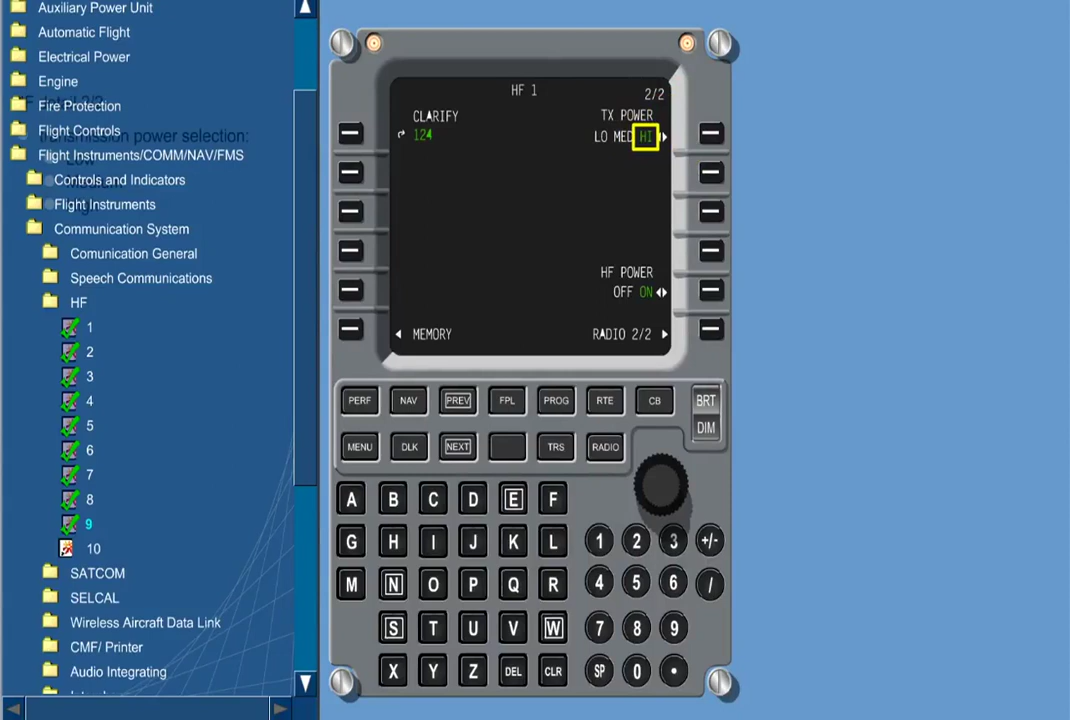 Auxiliary Power Unit
Automatic Flight
Electrical Power
Engine
Fire Protection
Flight Controls
transmission power selection:
Flight Instruments/COMM/NAV/FMS
Controls and Indicators
Flight Instruments
Communication System
Comunication General
Speech Communications
HF
1
2
3
4
5
6
7
8
9
10
SATCOM
SELCAL
Wireless Aircraft Data Link
CMF/ Printer
Audio Integrating
HF 1
2/2
CLARIFY
TX POWER
124
LO MED HI
HF POWER
OFF ON
MEMORY
RADIO 2/2
PERF NAV PREV FPL PROG RTE CB BRT
DIM
MENU DLK NEXT TRS RADIO
A B C D E F
G H I J K L 1 2 3 +/-
M N O P Q R 4 5 6 /
S T U V W 7 8 9
X Y Z DEL CLR SP 0 •